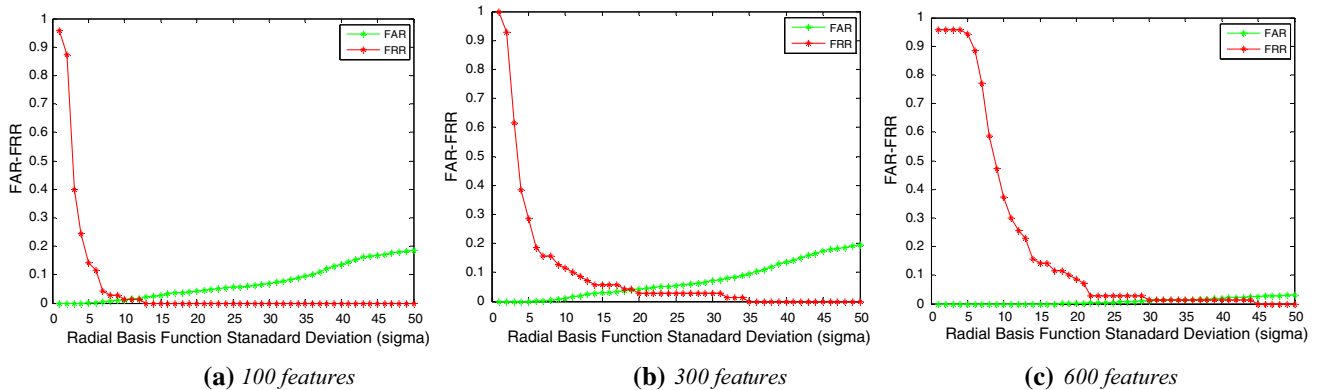 1
0.9
0.8
0.7
0.6
0.5
0.4
0.3
0.2
0.1
0
FAR-FRR
FAR
FRR
0 5 10 15 20 25 30 35 40 45 50
Radial Basis Function Stanadard Deviation (sigma)
(a) 100 features
1
0.9
0.8
0.7
0.6
0.5
0.4
0.3
0.2
0.1
0
FAR-FRR
FAR
FRR
0 5 10 15 20 25 30 35 40 45 50
Radial Basis Function Stanadard Deviation (sigma)
(b) 300 features
1
0.9
0.8
0.7
0.6
0.5
0.4
0.3
0.2
0.1
0
FAR-FRR
FAR
FRR
0 5 10 15 20 25 30 35 40 45 50
Radial Basis Function Stanadard Deviation (sigma)
(c) 600 features